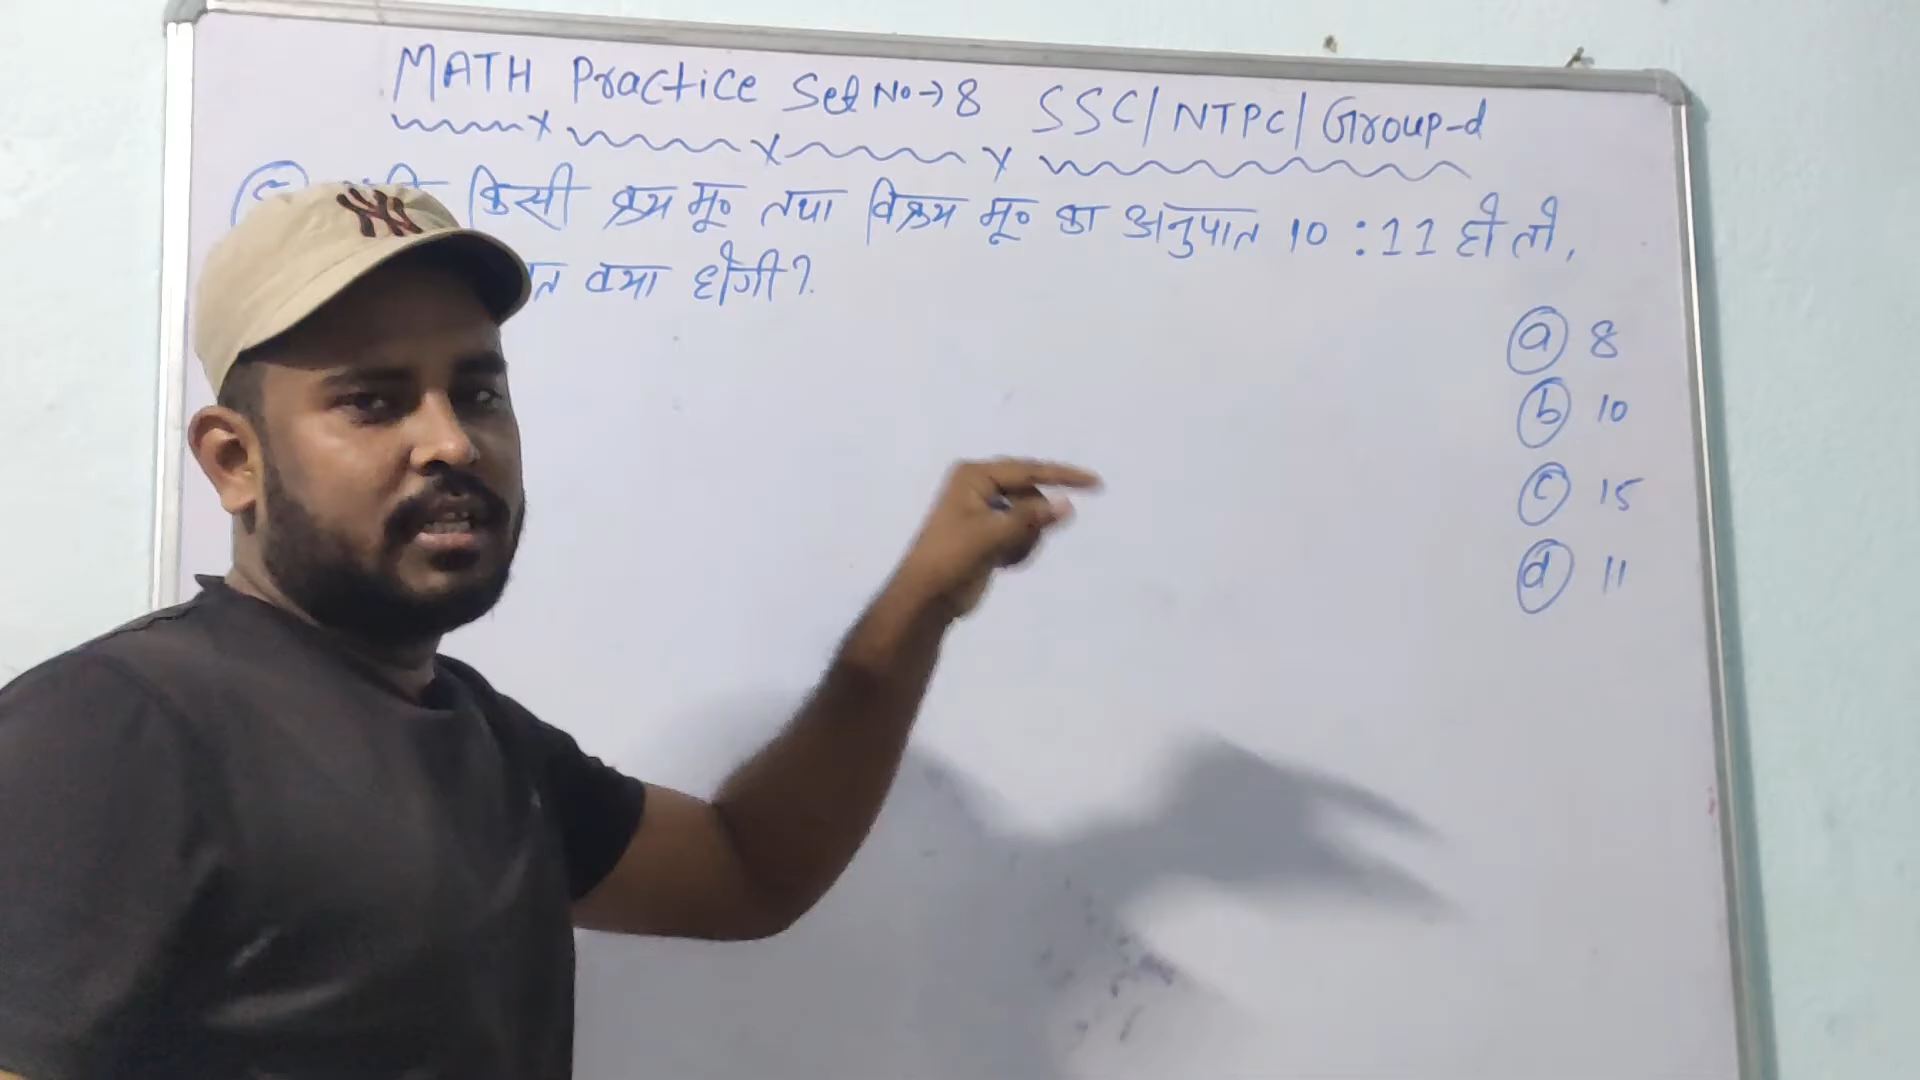 MATH Practice Set No→8 SSC/NTPC/Group-d
किसी क्रय मू० तथा विक्रय मू० का अनुपात 10:11 हो तो,
क्या होगी?
ⓐ 8
ⓑ 10
ⓒ 15
ⓓ 11
NY